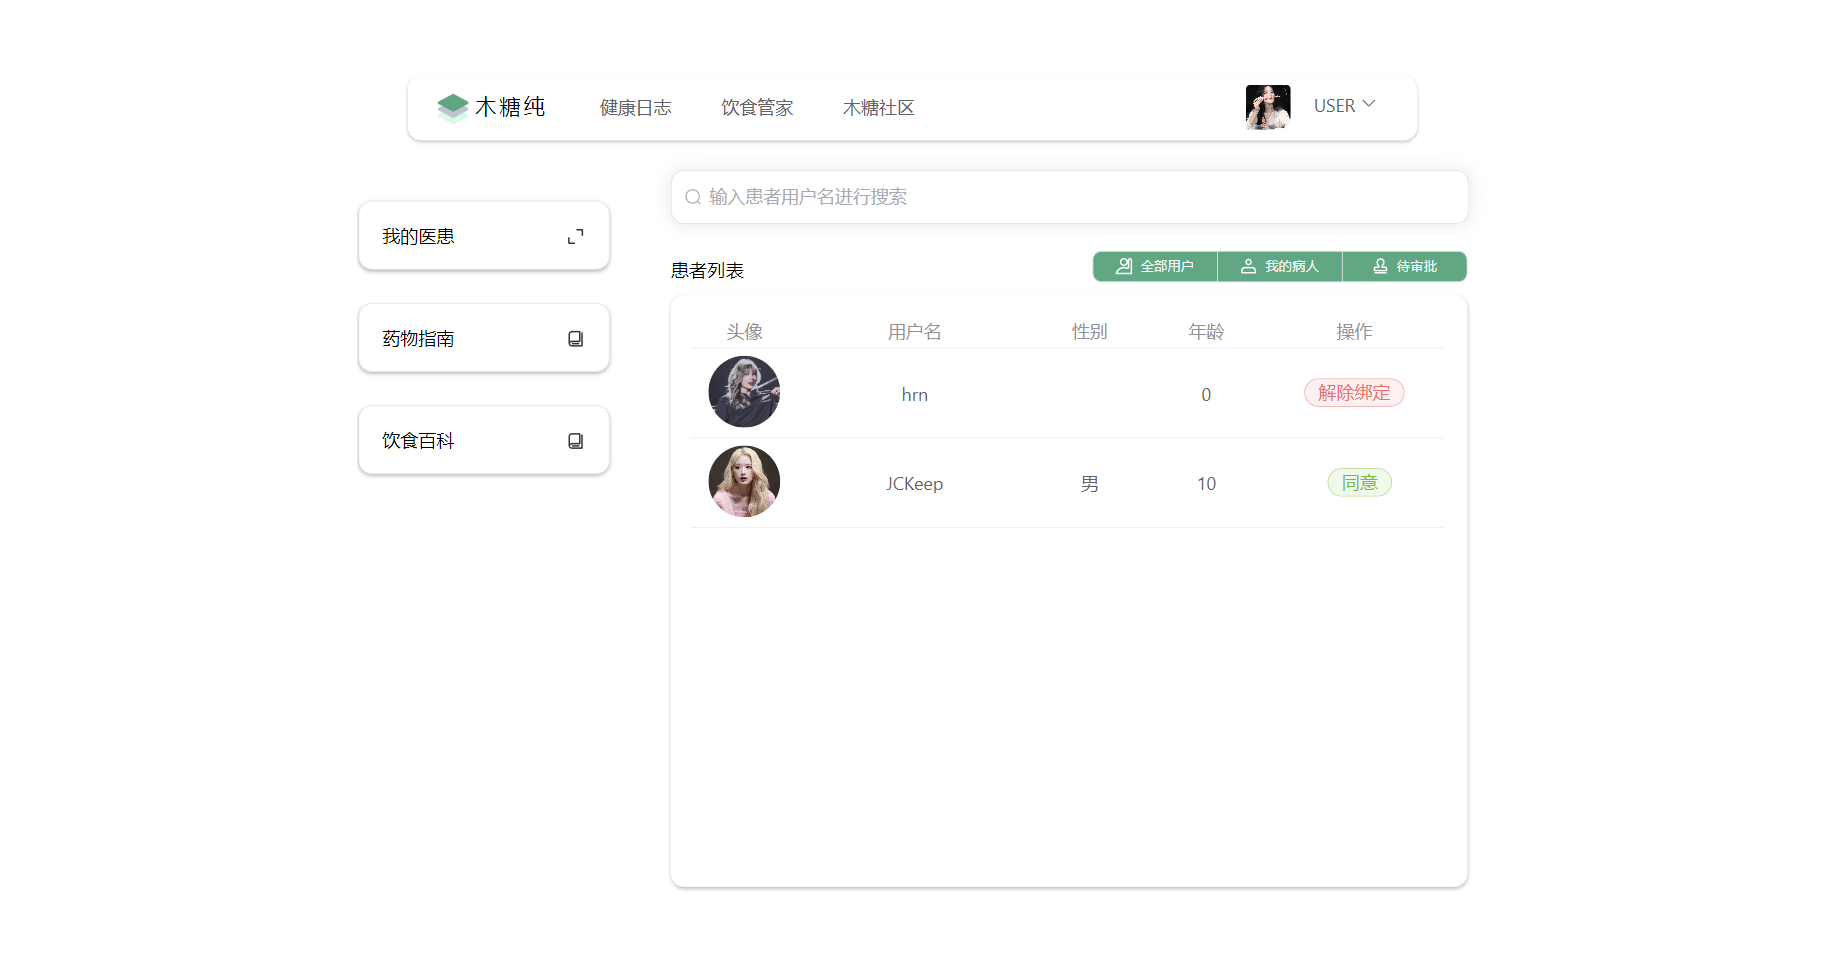 木糖纯 健康日志 饮食管家 木糖社区 USER
输入患者用户名进行搜索
我的医患
药物指南
饮食百科
患者列表 全部用户 我的病人 待审批
头像 用户名 性别 年龄 操作
hrn 0 解除绑定
JCKeep 男 10 同意